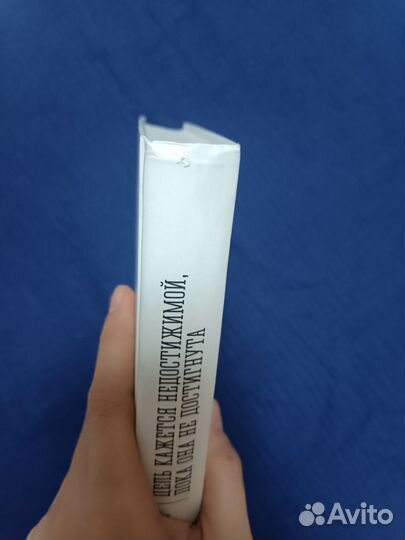 ЦЕЛЬ КАЖЕТСЯ НЕДОСТИЖИМОЙ,
ПОКА ОНА НЕ ДОСТИГНУТА
Avito